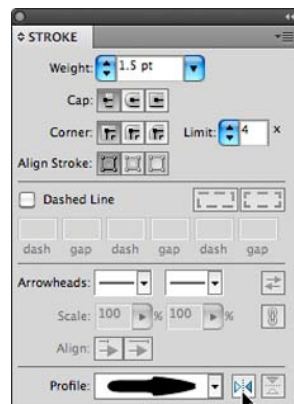 STROKE
Weight: 1.5 pt
Cap:
Corner: Limit: 4 x
Align Stroke:
Dashed Line
dash gap dash gap dash gap
Arrowheads:
Scale: 100 % 100 %
Align:
Profile: